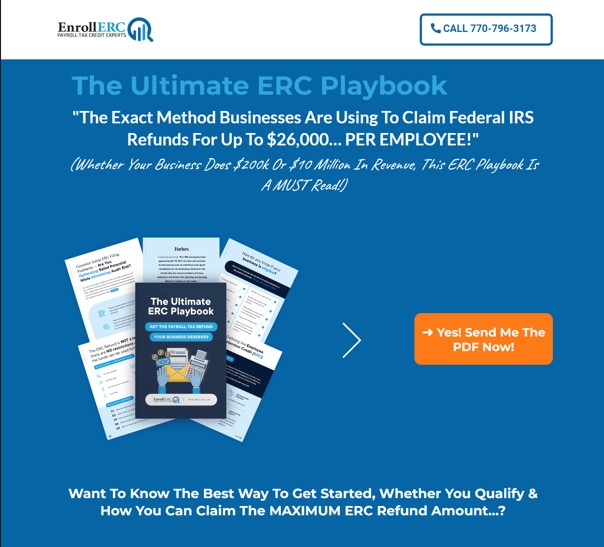 EnrollERC
PAYROLL TAX CREDIT EXPERTS
CALL 770-796-3173
The Ultimate ERC Playbook
"The Exact Method Businesses Are Using To Claim Federal IRS
Refunds For Up To $26,000... PER EMPLOYEE!"
(Whether Your Business Does $200k Or $10 Million In Revenue, This ERC Playbook Is
A MUST Read!)
Forbes
The Ultimate
ERC Playbook
GET THE PAYROLL TAX REFUND
YOUR BUSINESS DESERVES
EnrollERC
➜ Yes! Send Me The
PDF Now!
Want To Know The Best Way To Get Started, Whether You Qualify &
How You Can Claim The MAXIMUM ERC Refund Amount...?